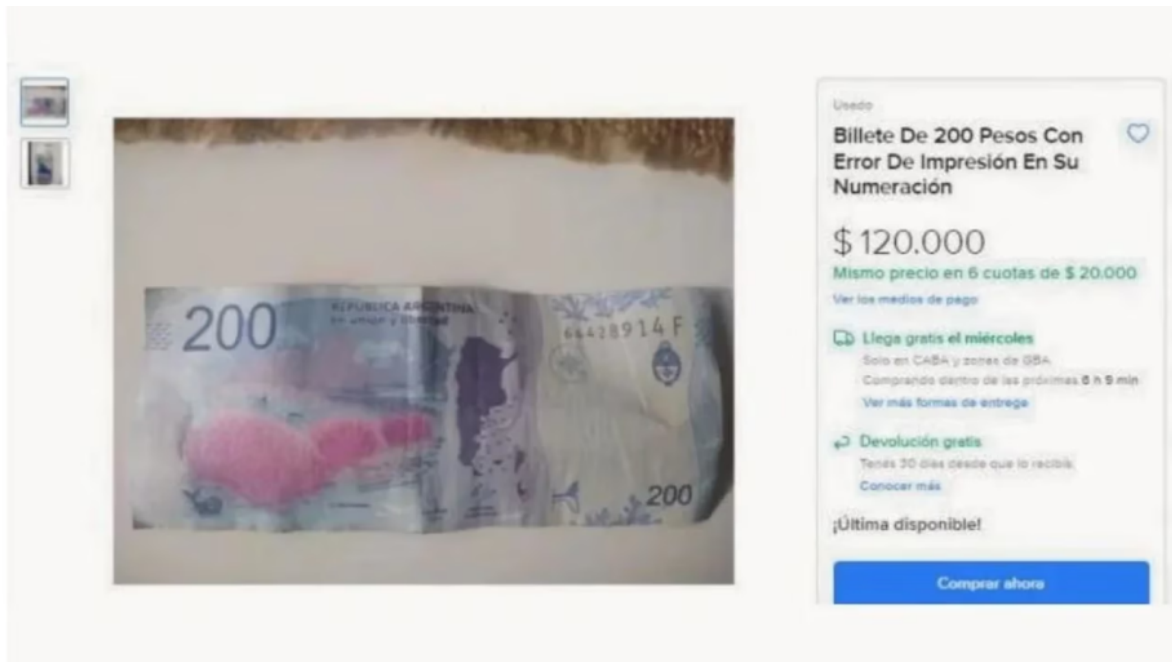 200
REPÚBLICA ARGENTINA
en unión y libertad
64428914 F
200
Usado
Billete De 200 Pesos Con
Error De Impresión En Su
Numeración
$ 120.000
Mismo precio en 6 cuotas de $ 20.000
Ver los medios de pago
Llega gratis el miércoles
Solo en CABA y zonas de GBA
Comprando dentro de las próximas 6 h 9 min
Ver más formas de entrega
Devolución gratis
Tenés 30 días desde que lo recibís.
Conocer más
¡Última disponible!
Comprar ahora